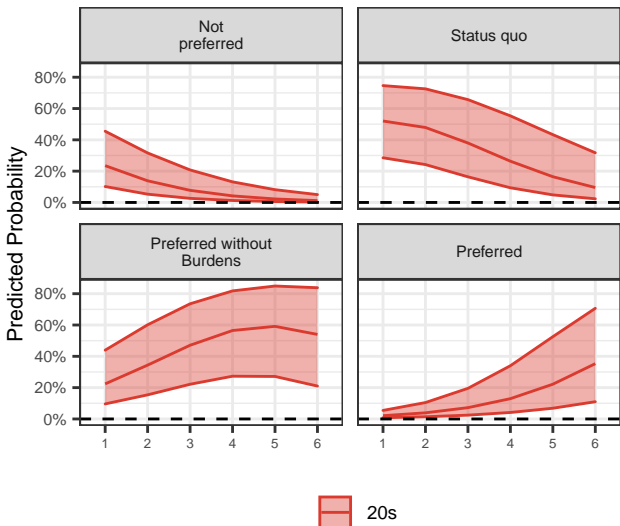 Not
preferred
Status quo
80%
60%
40%
20%
0%
Preferred without
Burdens
Preferred
80%
60%
40%
20%
0%
Predicted Probability
1 2 3 4 5 6
1 2 3 4 5 6
20s